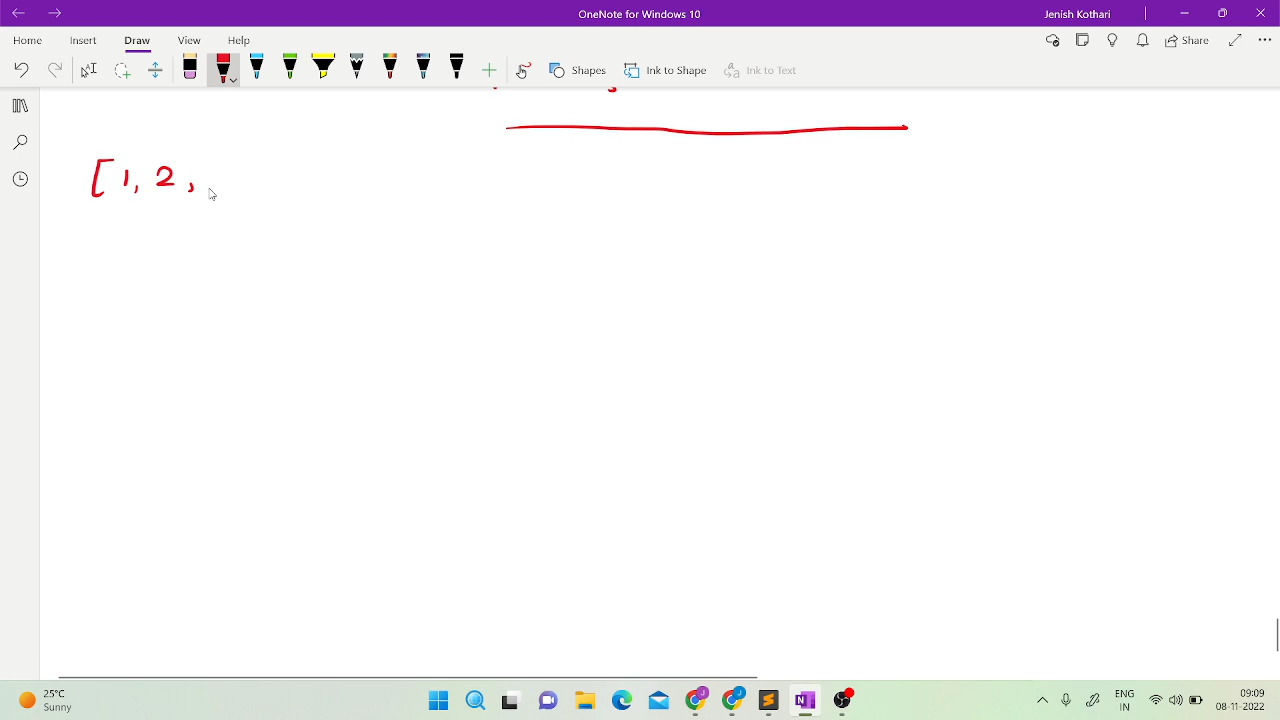 OneNote for Windows 10
Jenish Kothari
Home Insert Draw View Help
Share
Shapes
Ink to Shape
Ink to Text
[ 1, 2 ,
25°C
Sunny
ENG
IN
09:09
08-11-2022